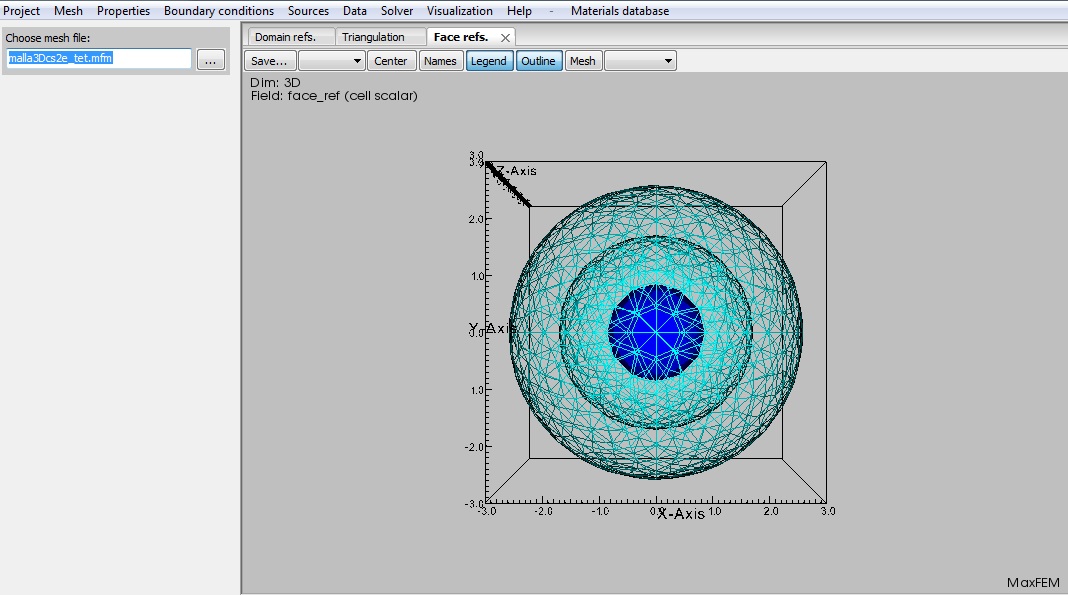 Project Mesh Properties Boundary conditions Sources Data Solver Visualization Help - Materials database
Choose mesh file:
malla3Dcs2e_tet.mfm
...
Domain refs. Triangulation Face refs.
Save... Center Names Legend Outline Mesh
Dim: 3D
Field: face_ref (cell scalar)
3.0
3.0
Z-Axis
2.0
1.0
Y-Axis
0.0
1.0
-2.0
-3.0
-3.0 -2.0 -1.0 0.0 1.0 2.0 3.0
X-Axis
MaxFEM